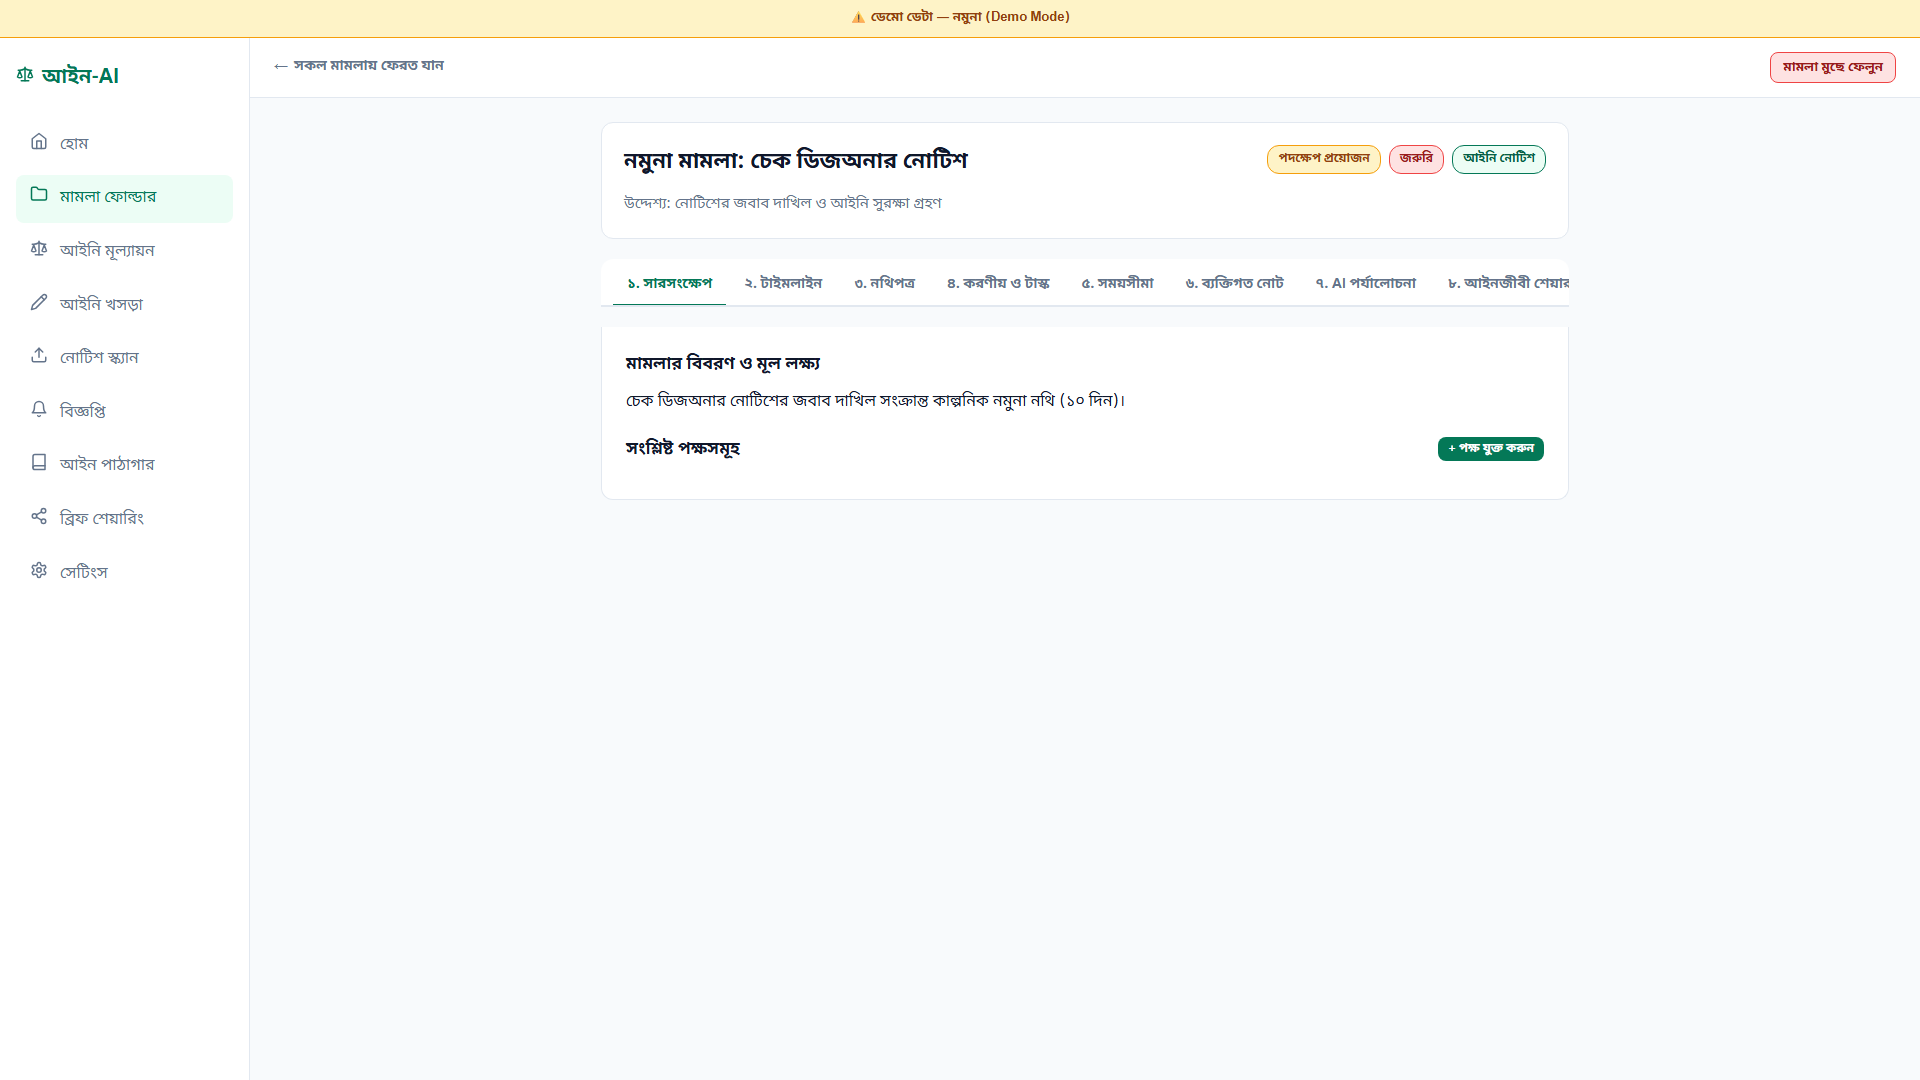 ⚠️ ডেমো ডেটা — নমুনা (Demo Mode)
আইন-AI
হোম
মামলা ফোল্ডার
আইনি মূল্যায়ন
আইনি খসড়া
নোটিশ স্ক্যান
বিজ্ঞপ্তি
আইন পাঠাগার
ব্রিফ শেয়ারিং
সেটিংস
← সকল মামলায় ফেরত যান
মামলা মুছে ফেলুন
নমুনা মামলা: চেক ডিজঅনার নোটিশ
পদক্ষেপ প্রয়োজন
জরুরি
আইনি নোটিশ
উদ্দেশ্য: নোটিশের জবাব দাখিল ও আইনি সুরক্ষা গ্রহণ
১. সারসংক্ষেপ
২. টাইমলাইন
৩. নথিপত্র
৪. করণীয় ও টাস্ক
৫. সময়সীমা
৬. ব্যক্তিগত নোট
৭. AI পর্যালোচনা
৮. আইনজীবী শেয়ার
মামলার বিবরণ ও মূল লক্ষ্য
চেক ডিজঅনার নোটিশের জবাব দাখিল সংক্রান্ত কাল্পনিক নমুনা নথি (১০ দিন)।
সংশ্লিষ্ট পক্ষসমূহ
+ পক্ষ যুক্ত করুন